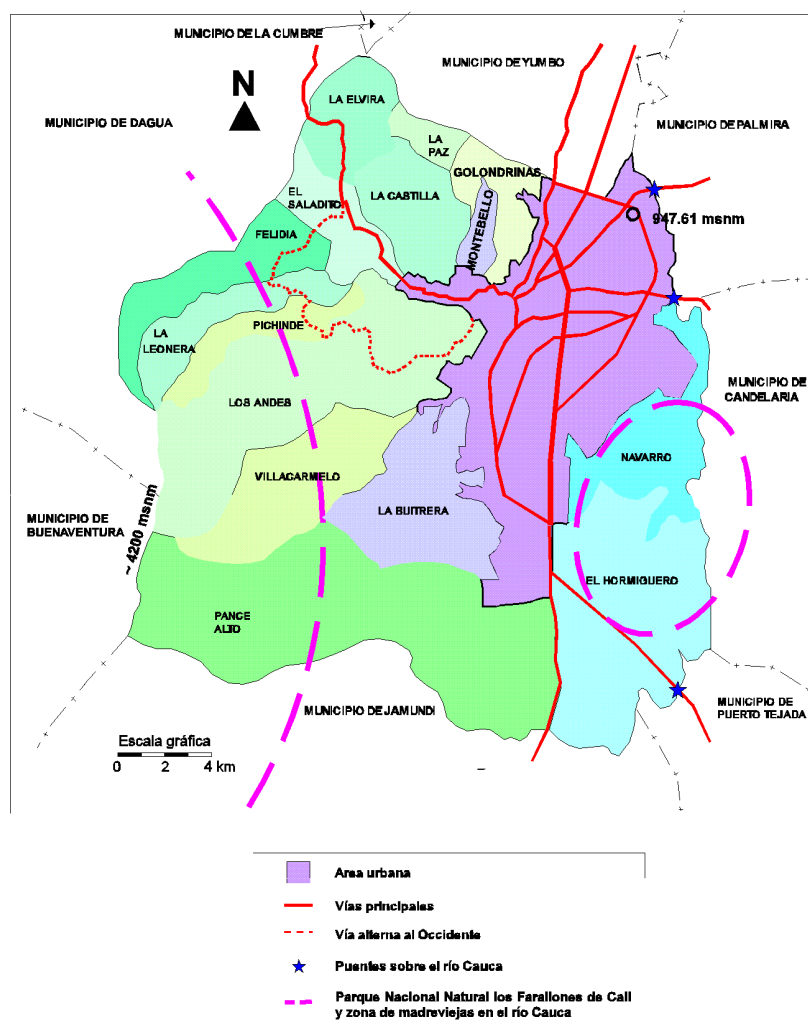 MUNICIPIO DE LA CUMBRE
MUNICIPIO DE YUMBO
N
LA ELVIRA
MUNICIPIO DE DAGUA
MUNICIPIO DE PALMIRA
LA
PAZ
GOLONDRINAS
EL
SALADITO
LA CASTILLA
MONTEBELLO
947.61 msnm
FELIDIA
PICHINDE
LA
LEONERA
MUNICIPIO DE
CANDELARIA
LOS ANDES
NAVARRO
VILLACARMELO
LA BUITRERA
MUNICIPIO DE
BUENAVENTURA
~ 4200 msnm
EL HORMIGUERO
PANCE
ALTO
MUNICIPIO DE JAMUNDI
MUNICIPIO DE
PUERTO TEJADA
Escala gráfica
0 2 4 km
Area urbana
Vías principales
Vía alterna al Occidente
Puentes sobre el río Cauca
Parque Nacional Natural los Farallones de Cali
y zona de madreviejas en el río Cauca